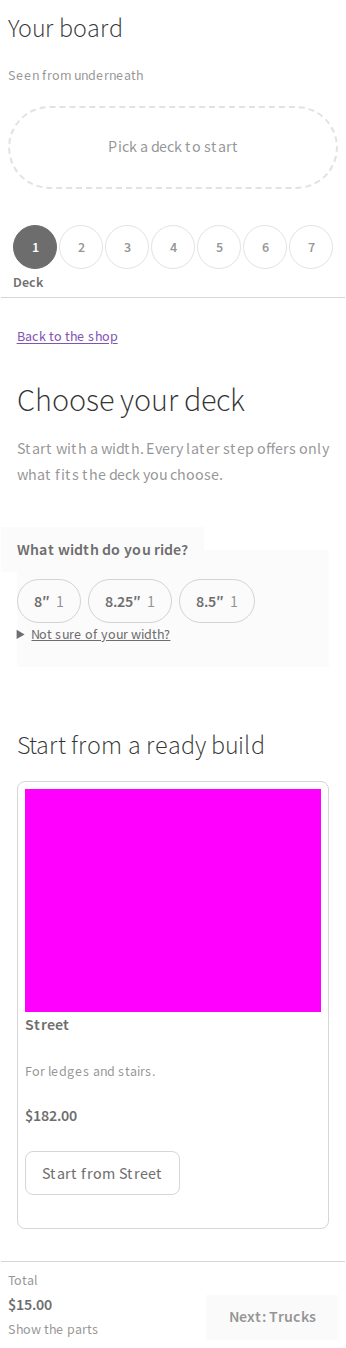 Your board
Seen from underneath
Pick a deck to start
1 2 3 4 5 6 7
Deck
Back to the shop
Choose your deck
Start with a width. Every later step offers only
what fits the deck you choose.
What width do you ride?
8″ 1 8.25″ 1 8.5″ 1
Not sure of your width?
Start from a ready build
Street
For ledges and stairs.
$182.00
Start from Street
Total
$15.00
Show the parts
Next: Trucks